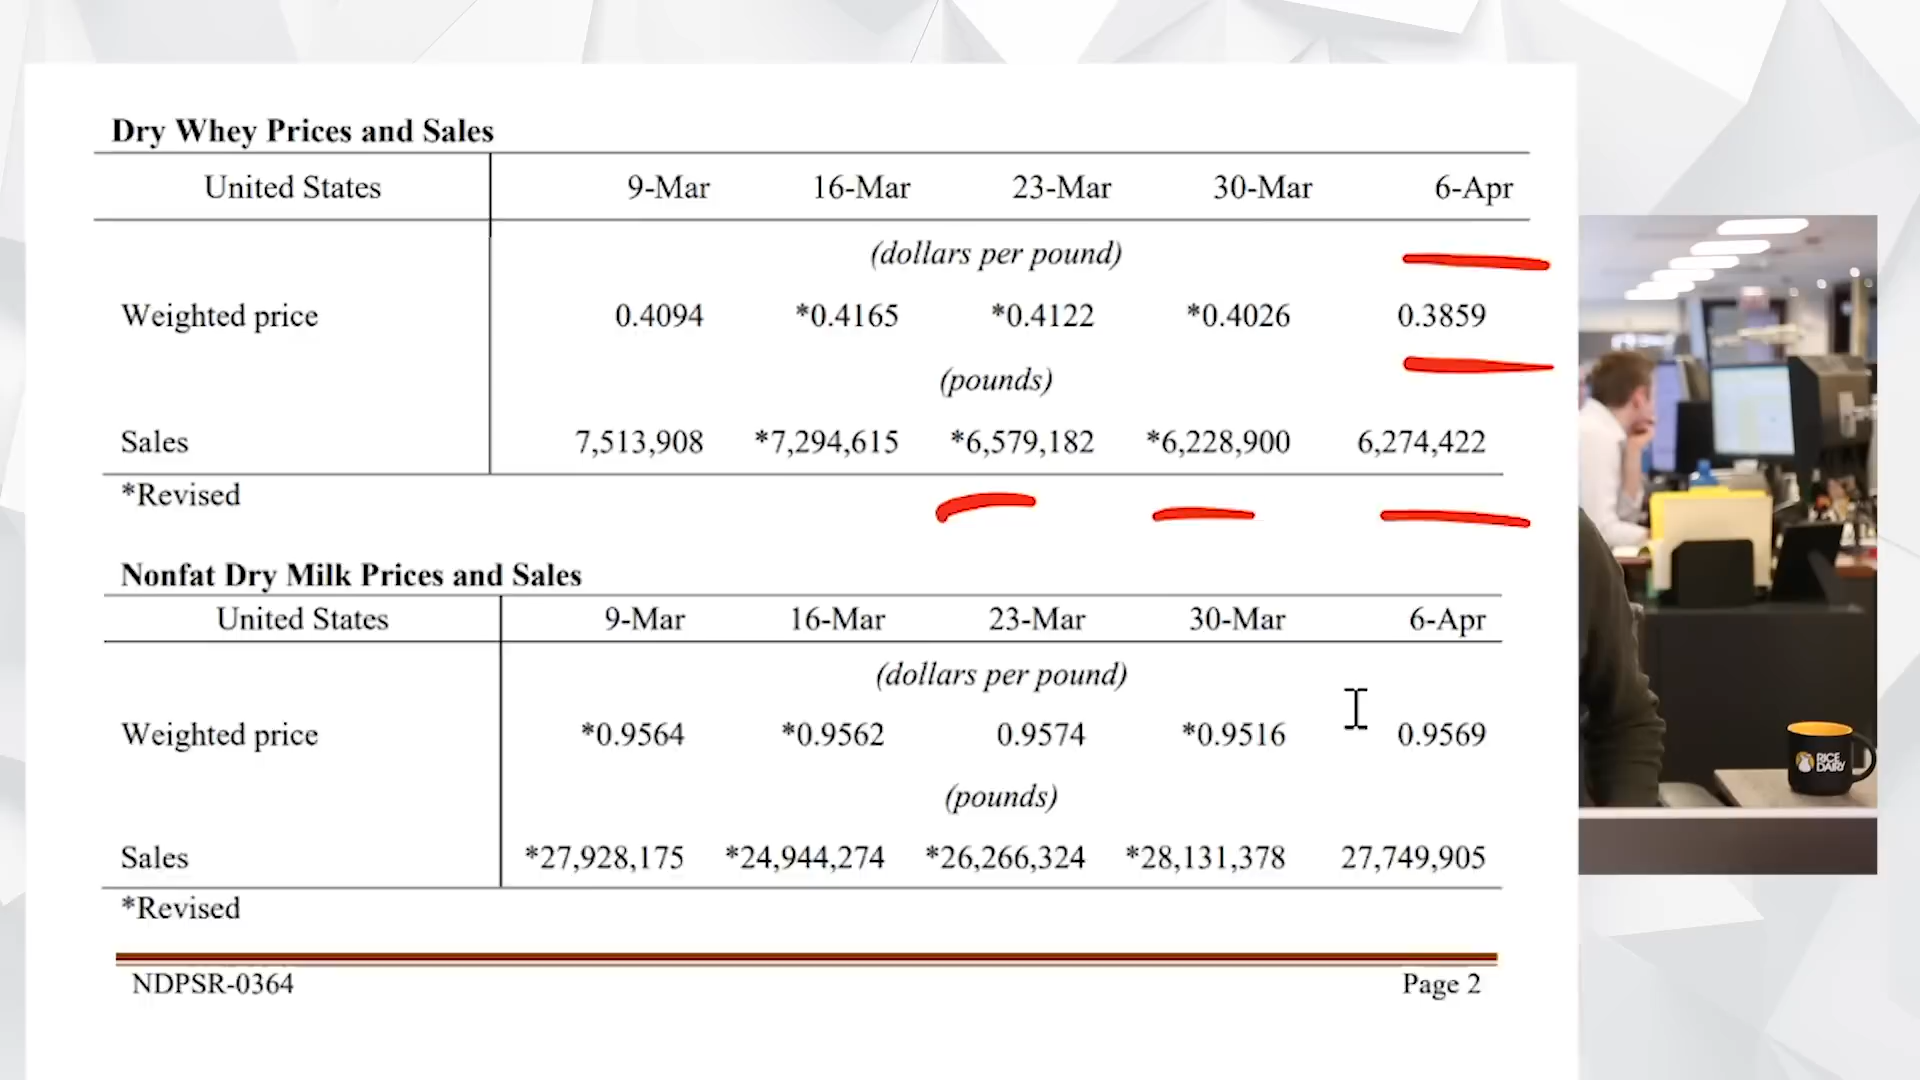 Dry Whey Prices and Sales
United States 9-Mar 16-Mar 23-Mar 30-Mar 6-Apr
(dollars per pound)
Weighted price 0.4094 *0.4165 *0.4122 *0.4026 0.3859
(pounds)
Sales 7,513,908 *7,294,615 *6,579,182 *6,228,900 6,274,422
*Revised
Nonfat Dry Milk Prices and Sales
United States 9-Mar 16-Mar 23-Mar 30-Mar 6-Apr
(dollars per pound)
Weighted price *0.9564 *0.9562 0.9574 *0.9516 0.9569
(pounds)
Sales *27,928,175 *24,944,274 *26,266,324 *28,131,378 27,749,905
*Revised
NDPSR-0364 Page 2
RICE
DAIRY